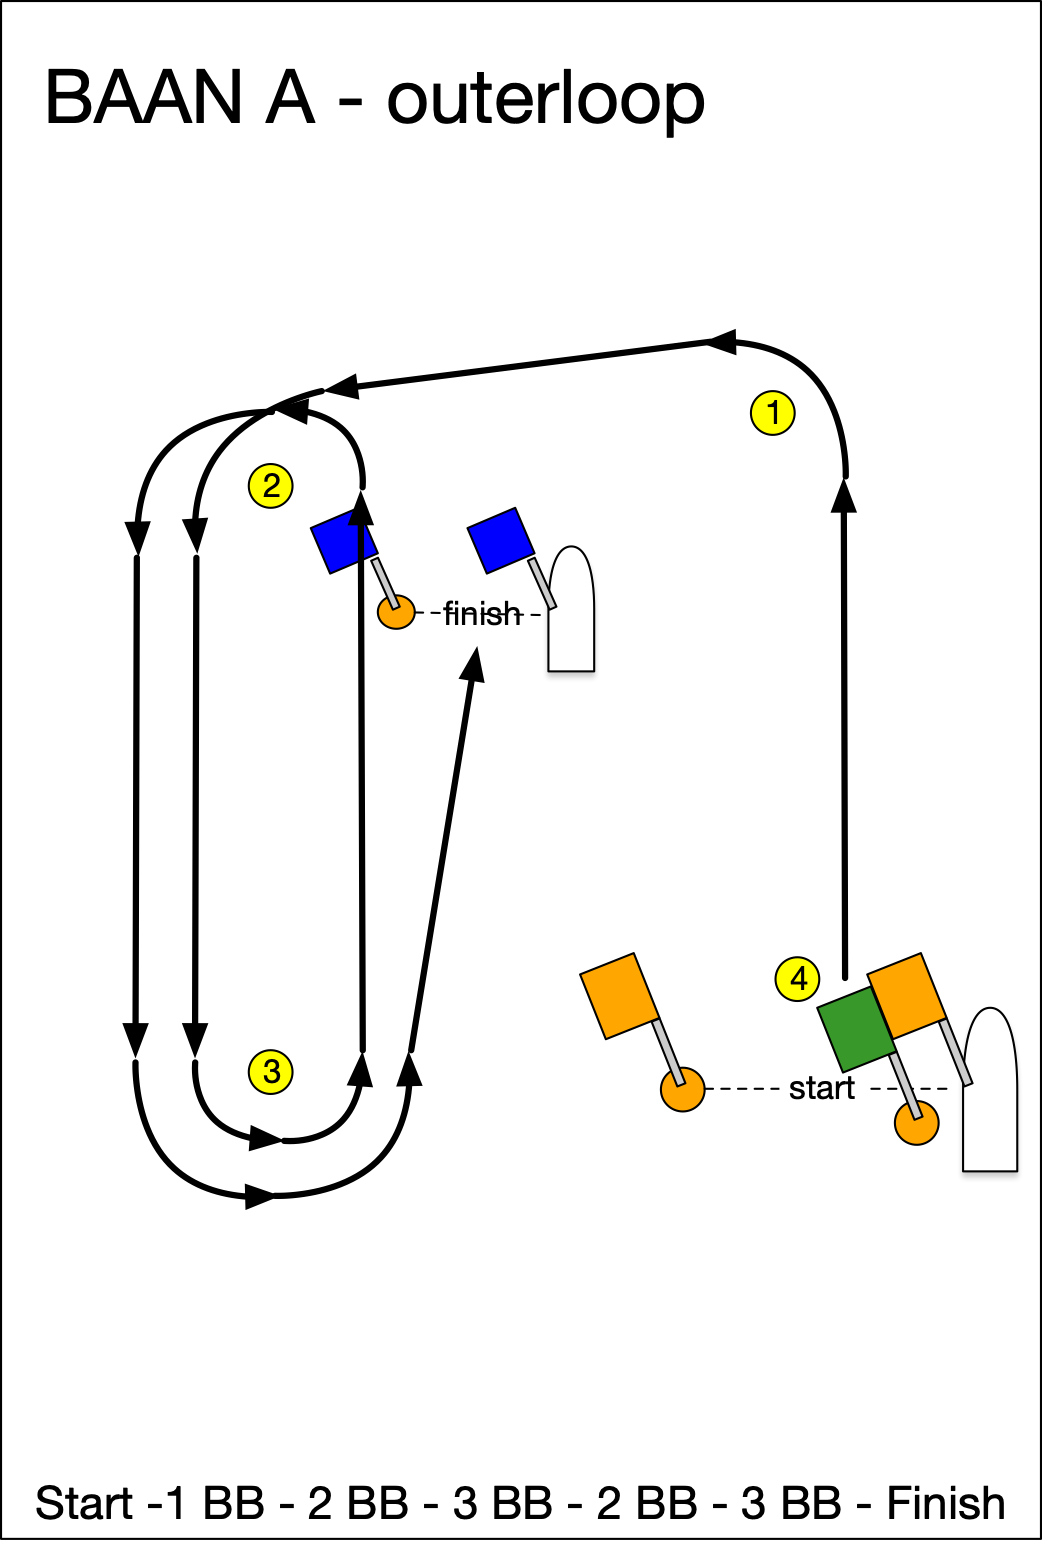 BAAN A - outerloop
1
2
finish
4
3
start
Start -1 BB - 2 BB - 3 BB - 2 BB - 3 BB - Finish